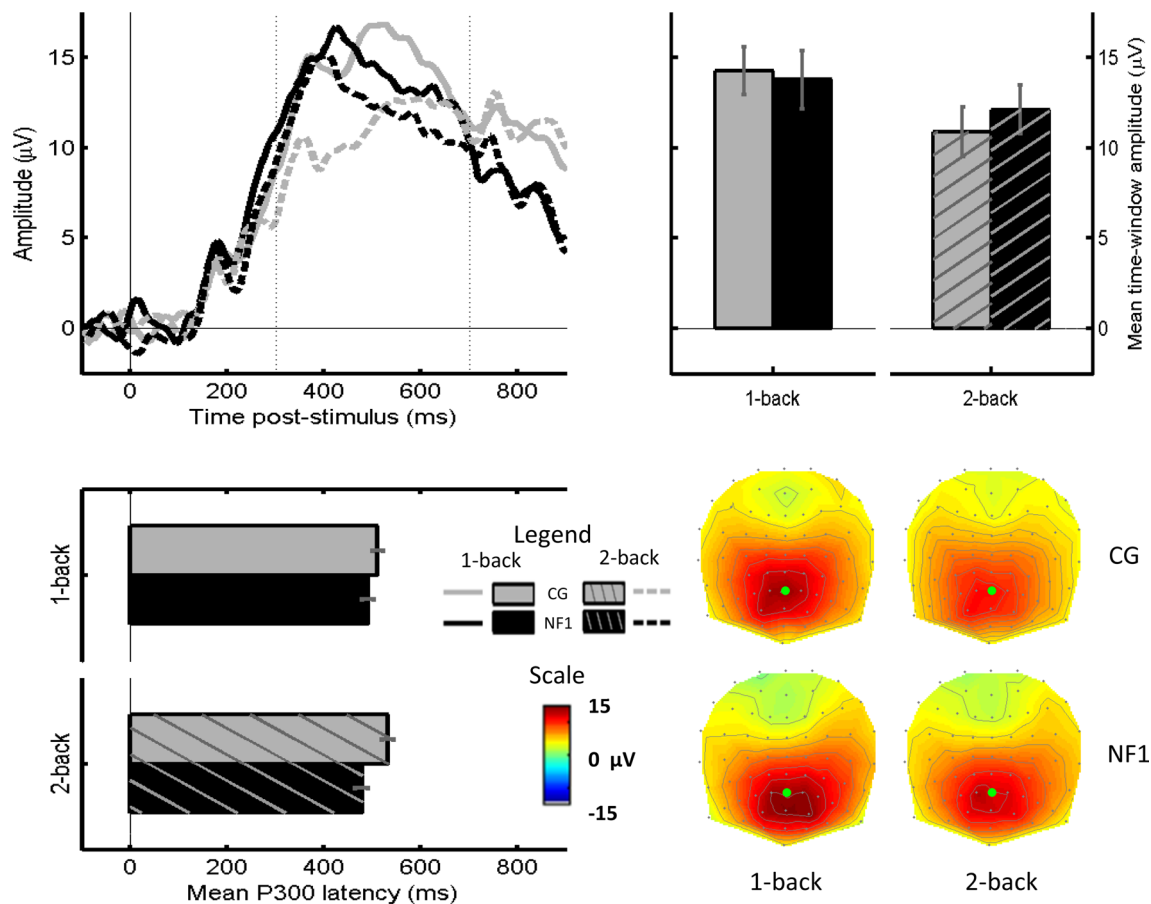 15
10
5
0
Amplitude (μV)
0 200 400 600 800
Time post-stimulus (ms)
15
10
5
0
Mean time-window amplitude (μV)
1-back 2-back
1-back
2-back
0 200 400 600 800
Mean P300 latency (ms)
Legend
1-back 2-back
CG
NF1
Scale
15
0 μV
-15
CG
NF1
1-back 2-back